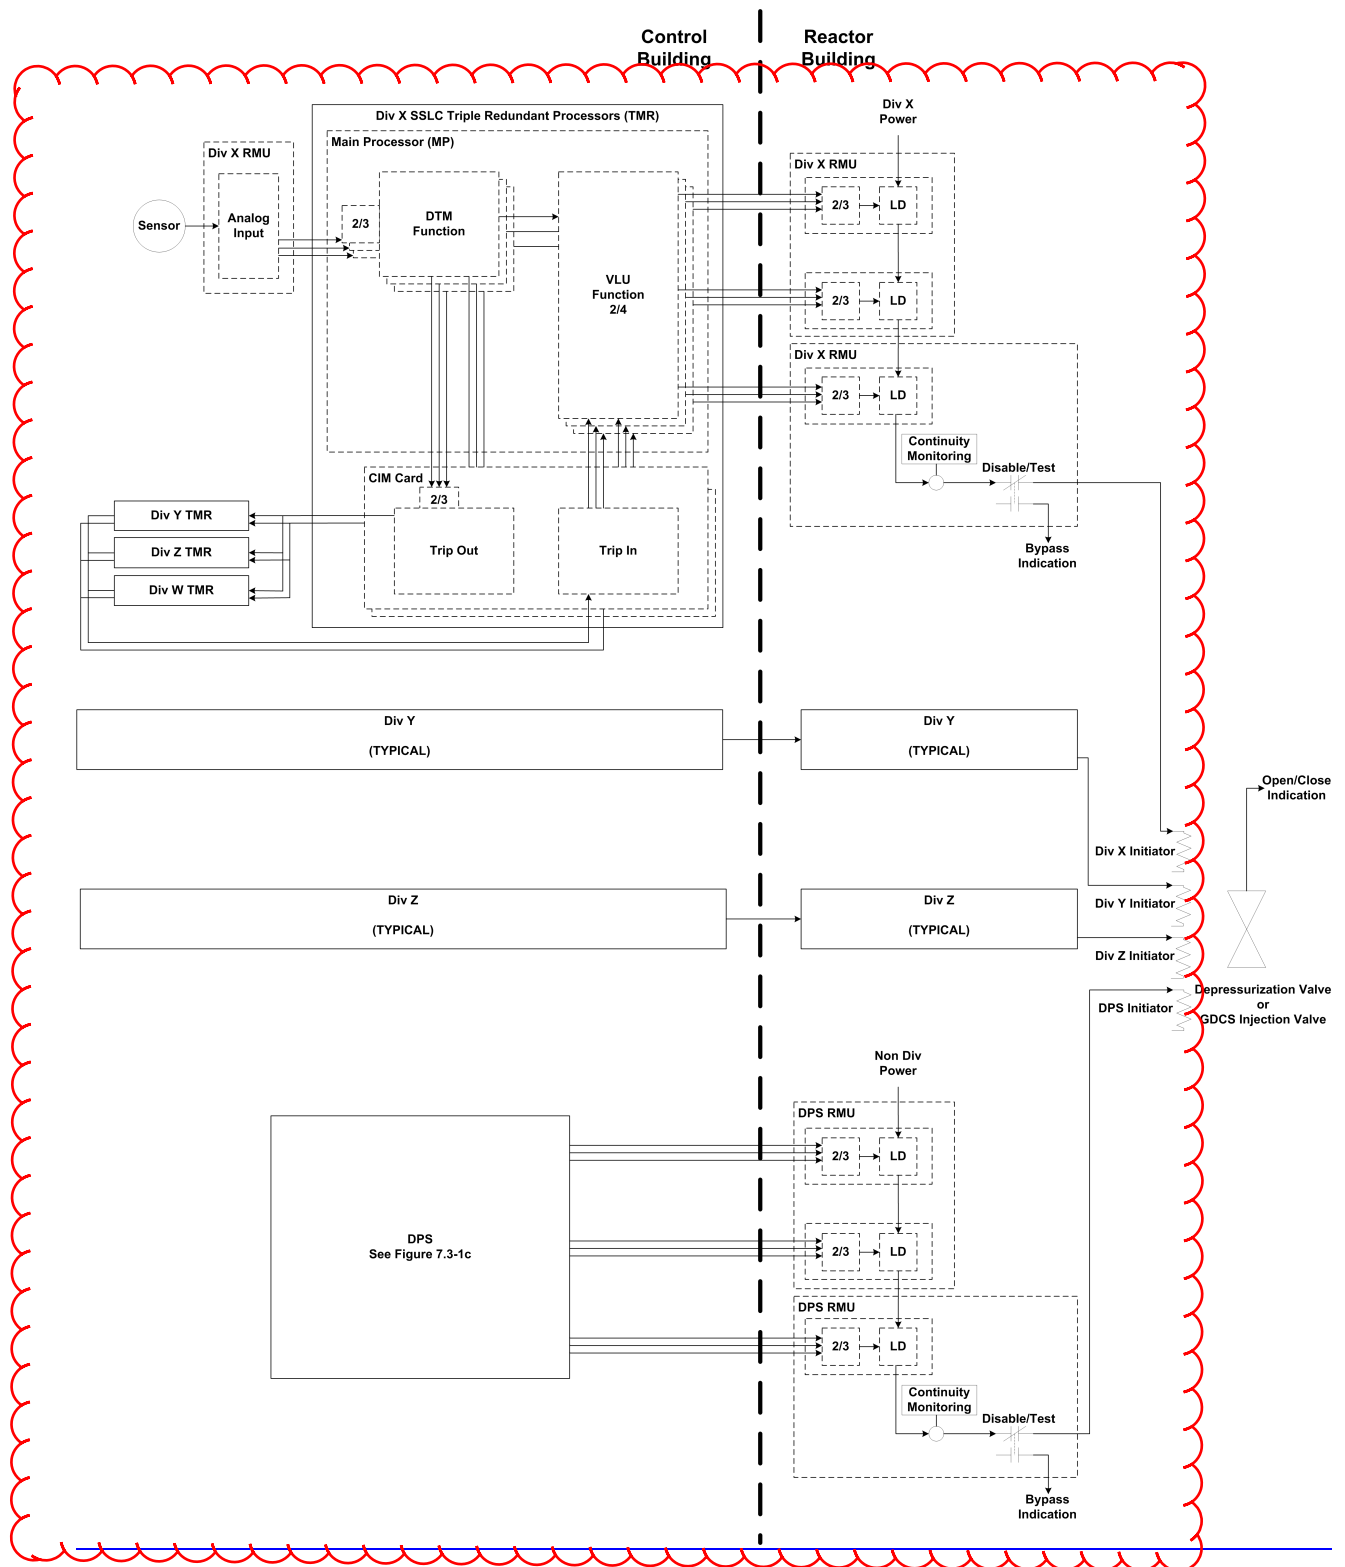 Control
Building
Reactor
Building
Div X SSLC Triple Redundant Processors (TMR)
Main Processor (MP)
Div X RMU
Analog
Input
Sensor
2/3
DTM
Function
VLU
Function
2/4
CIM Card
2/3
Trip Out
Trip In
Div Y TMR
Div Z TMR
Div W TMR
Div X
Power
Div X RMU
2/3
LD
2/3
LD
Div X RMU
2/3
LD
Continuity
Monitoring
Disable/Test
Bypass
Indication
Div Y
(TYPICAL)
Div Y
(TYPICAL)
Open/Close
Indication
Div X Initiator
Div Z
(TYPICAL)
Div Z
(TYPICAL)
Div Y Initiator
Div Z Initiator
DPS Initiator
Depressurization Valve
or
GDCS Injection Valve
Non Div
Power
DPS
See Figure 7.3-1c
DPS RMU
2/3
LD
2/3
LD
DPS RMU
2/3
LD
Continuity
Monitoring
Disable/Test
Bypass
Indication